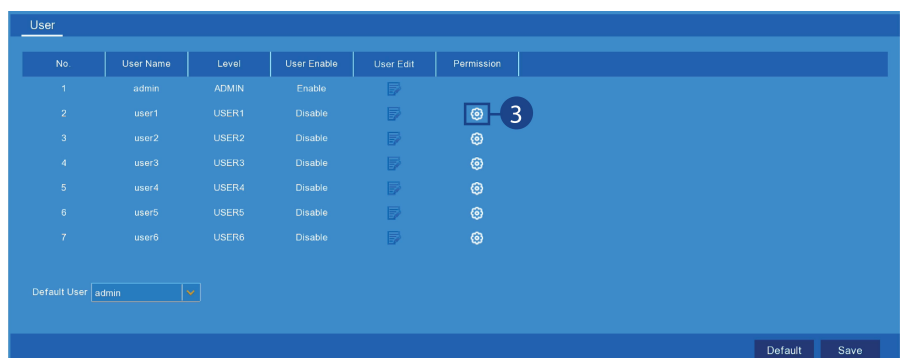 User
No. User Name Level User Enable User Edit Permission
1 admin ADMIN Enable
2 user1 USER1 Disable 3
3 user2 USER2 Disable
4 user3 USER3 Disable
5 user4 USER4 Disable
6 user5 USER5 Disable
7 user6 USER6 Disable
Default User admin
Default Save